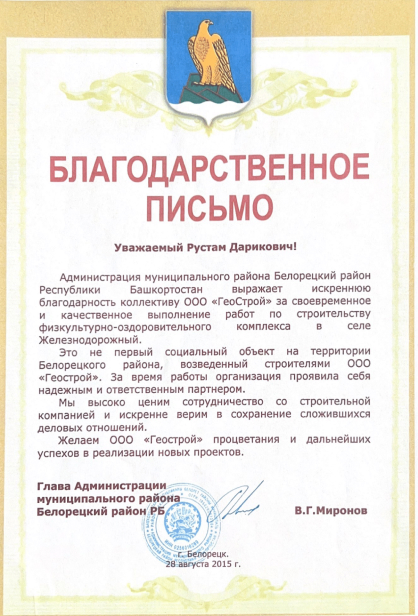 БЛАГОДАРСТВЕННОЕ
ПИСЬМО
Уважаемый Рустам Дарикович!
Администрация муниципального района Белорецкий район
Республики Башкортостан выражает искреннюю
благодарность коллективу ООО «ГеоСтрой» за своевременное
и качественное выполнение работ по строительству
физкультурно-оздоровительного комплекса в селе
Железнодорожный.
Это не первый социальный объект на территории
Белорецкого района, возведенный строителями ООО
«Геострой». За время работы организация проявила себя
надежным и ответственным партнером.
Мы высоко ценим сотрудничество со строительной
компанией и искренне верим в сохранение сложившихся
деловых отношений.
Желаем ООО «Геострой» процветания и дальнейших
успехов в реализации новых проектов.
Глава Администрации
муниципального района
Белорецкий район РБ В.Г.Миронов
г. Белорецк.
28 августа 2015 г.